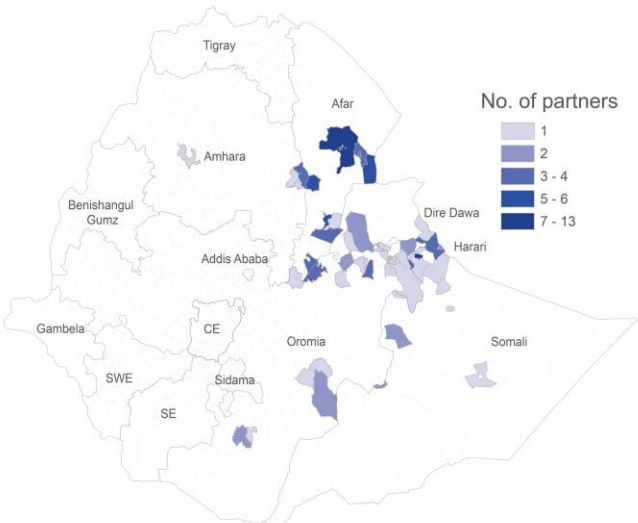 Tigray
Afar
No. of partners
1
2
3 - 4
5 - 6
7 - 13
Amhara
Benishangul
Gumz
Dire Dawa
Harari
Addis Ababa
Gambela
CE
Oromia
Somali
SWE
Sidama
SE